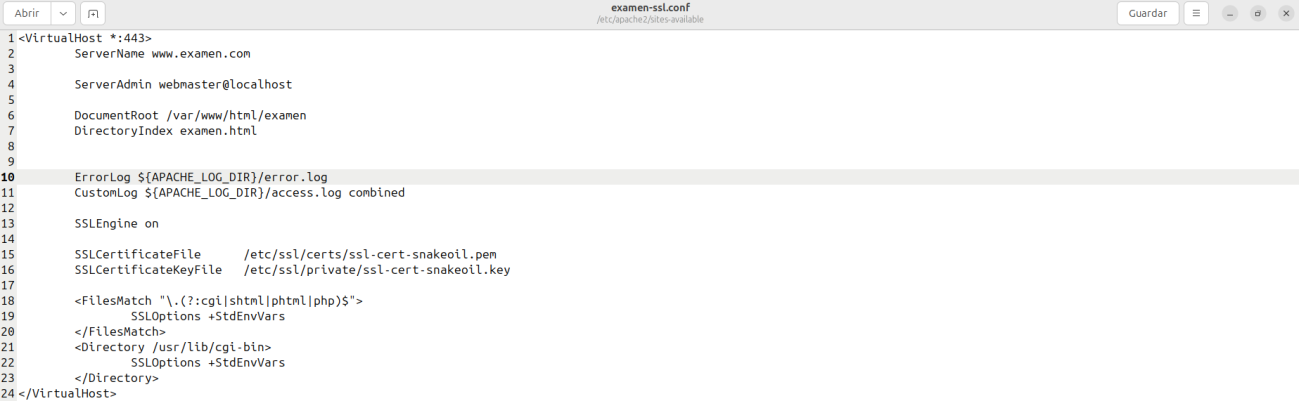 Abrir
examen-ssl.conf
/etc/apache2/sites-available
Guardar
1 <VirtualHost *:443>
2         ServerName www.examen.com
3
4         ServerAdmin webmaster@localhost
5
6         DocumentRoot /var/www/html/examen
7         DirectoryIndex examen.html
8
9
10         ErrorLog ${APACHE_LOG_DIR}/error.log
11         CustomLog ${APACHE_LOG_DIR}/access.log combined
12
13         SSLEngine on
14
15         SSLCertificateFile      /etc/ssl/certs/ssl-cert-snakeoil.pem
16         SSLCertificateKeyFile   /etc/ssl/private/ssl-cert-snakeoil.key
17
18         <FilesMatch "\.(?:cgi|shtml|phtml|php)$">
19                 SSLOptions +StdEnvVars
20         </FilesMatch>
21         <Directory /usr/lib/cgi-bin>
22                 SSLOptions +StdEnvVars
23         </Directory>
24 </VirtualHost>